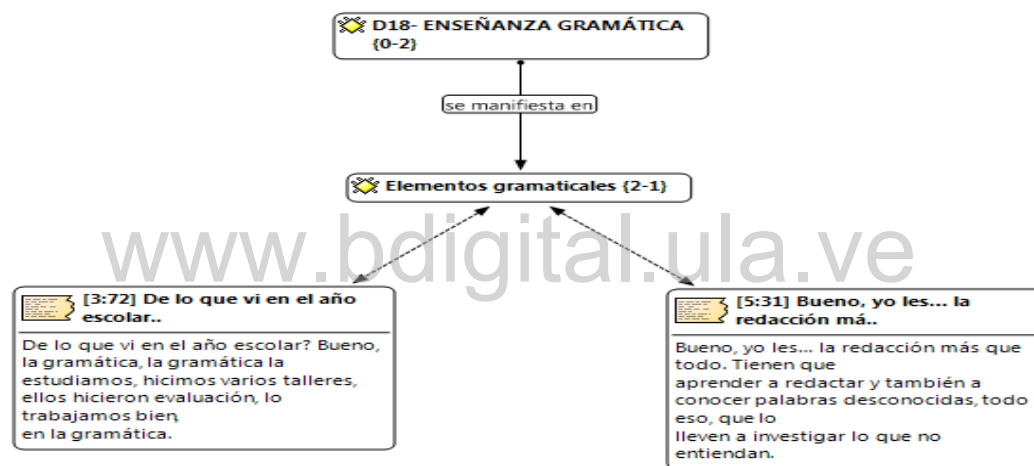 D18- ENSEÑANZA GRAMÁTICA
{0-2}
se manifiesta en
Elementos gramaticales {2-1}
www.bdigital.ula.ve
[3:72] De lo que vi en el año
escolar..
De lo que vi en el año escolar? Bueno,
la gramática, la gramática la
estudiamos, hicimos varios talleres,
ellos hicieron evaluación, lo
trabajamos bien,
en la gramática.
[5:31] Bueno, yo les... la
redacción má..
Bueno, yo les... la redacción más que
todo. Tienen que
aprender a redactar y también a
conocer palabras desconocidas, todo
eso, que lo
lleven a investigar lo que no
entiendan.